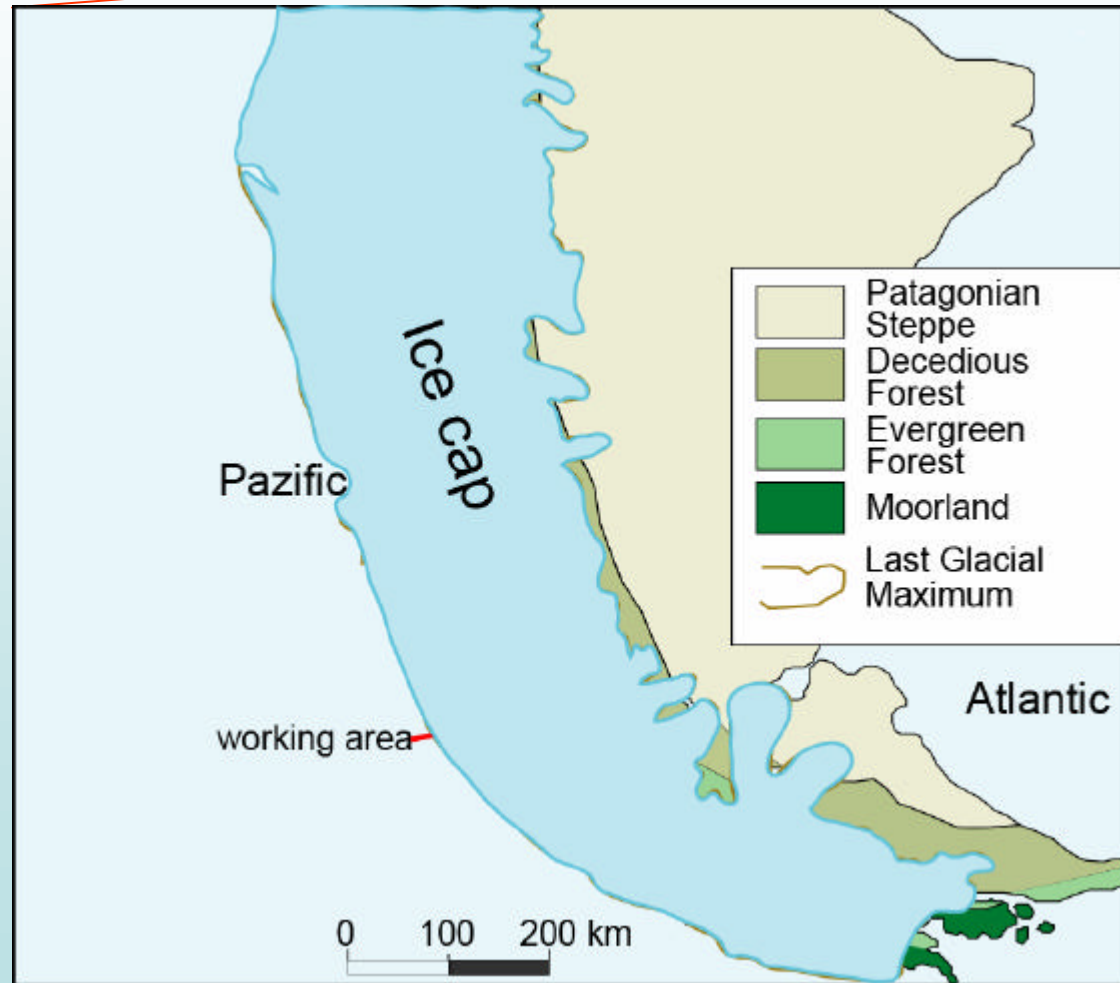 Ice cap
Pazific
Patagonian
Steppe
Decedious
Forest
Evergreen
Forest
Moorland
Last Glacial
Maximum
Atlantic
working area
0 100 200 km